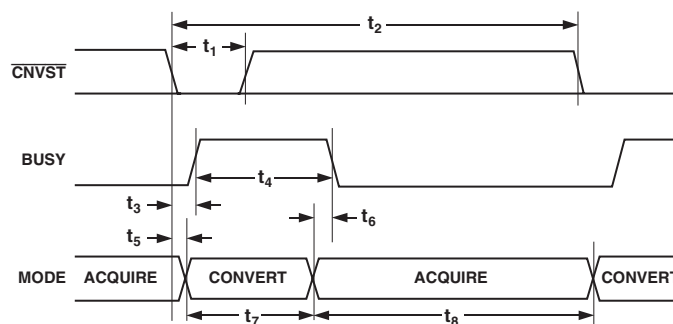 t2
t1
CNVST
BUSY
t4
t3
t6
t5
MODE ACQUIRE CONVERT ACQUIRE CONVERT
t7 t8